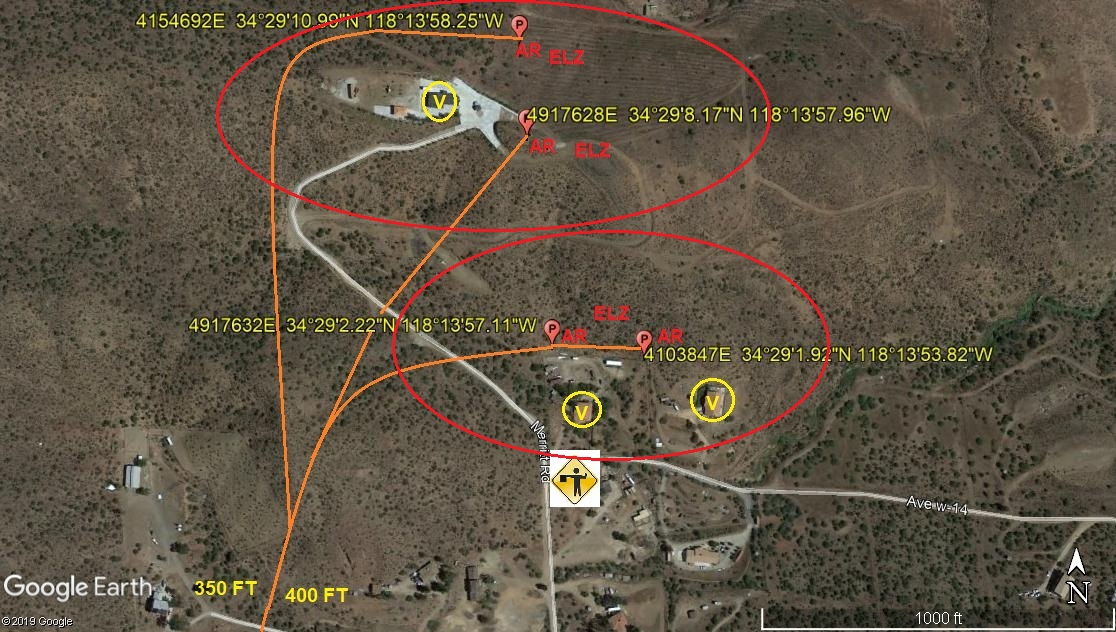 4154692E 34°29'10.99"N 118°13'58.25"W
P
AR ELZ
V
4917628E 34°29'8.17"N 118°13'57.96"W
AR ELZ
ELZ
4917632E 34°29'2.22"N 118°13'57.11"W
P
AR
P
AR
4103847E 34°29'1.92"N 118°13'53.82"W
V
V
Merritt Rd
Ave w-14
Google Earth
350 FT
400 FT
N
1000 ft
©2019 Google